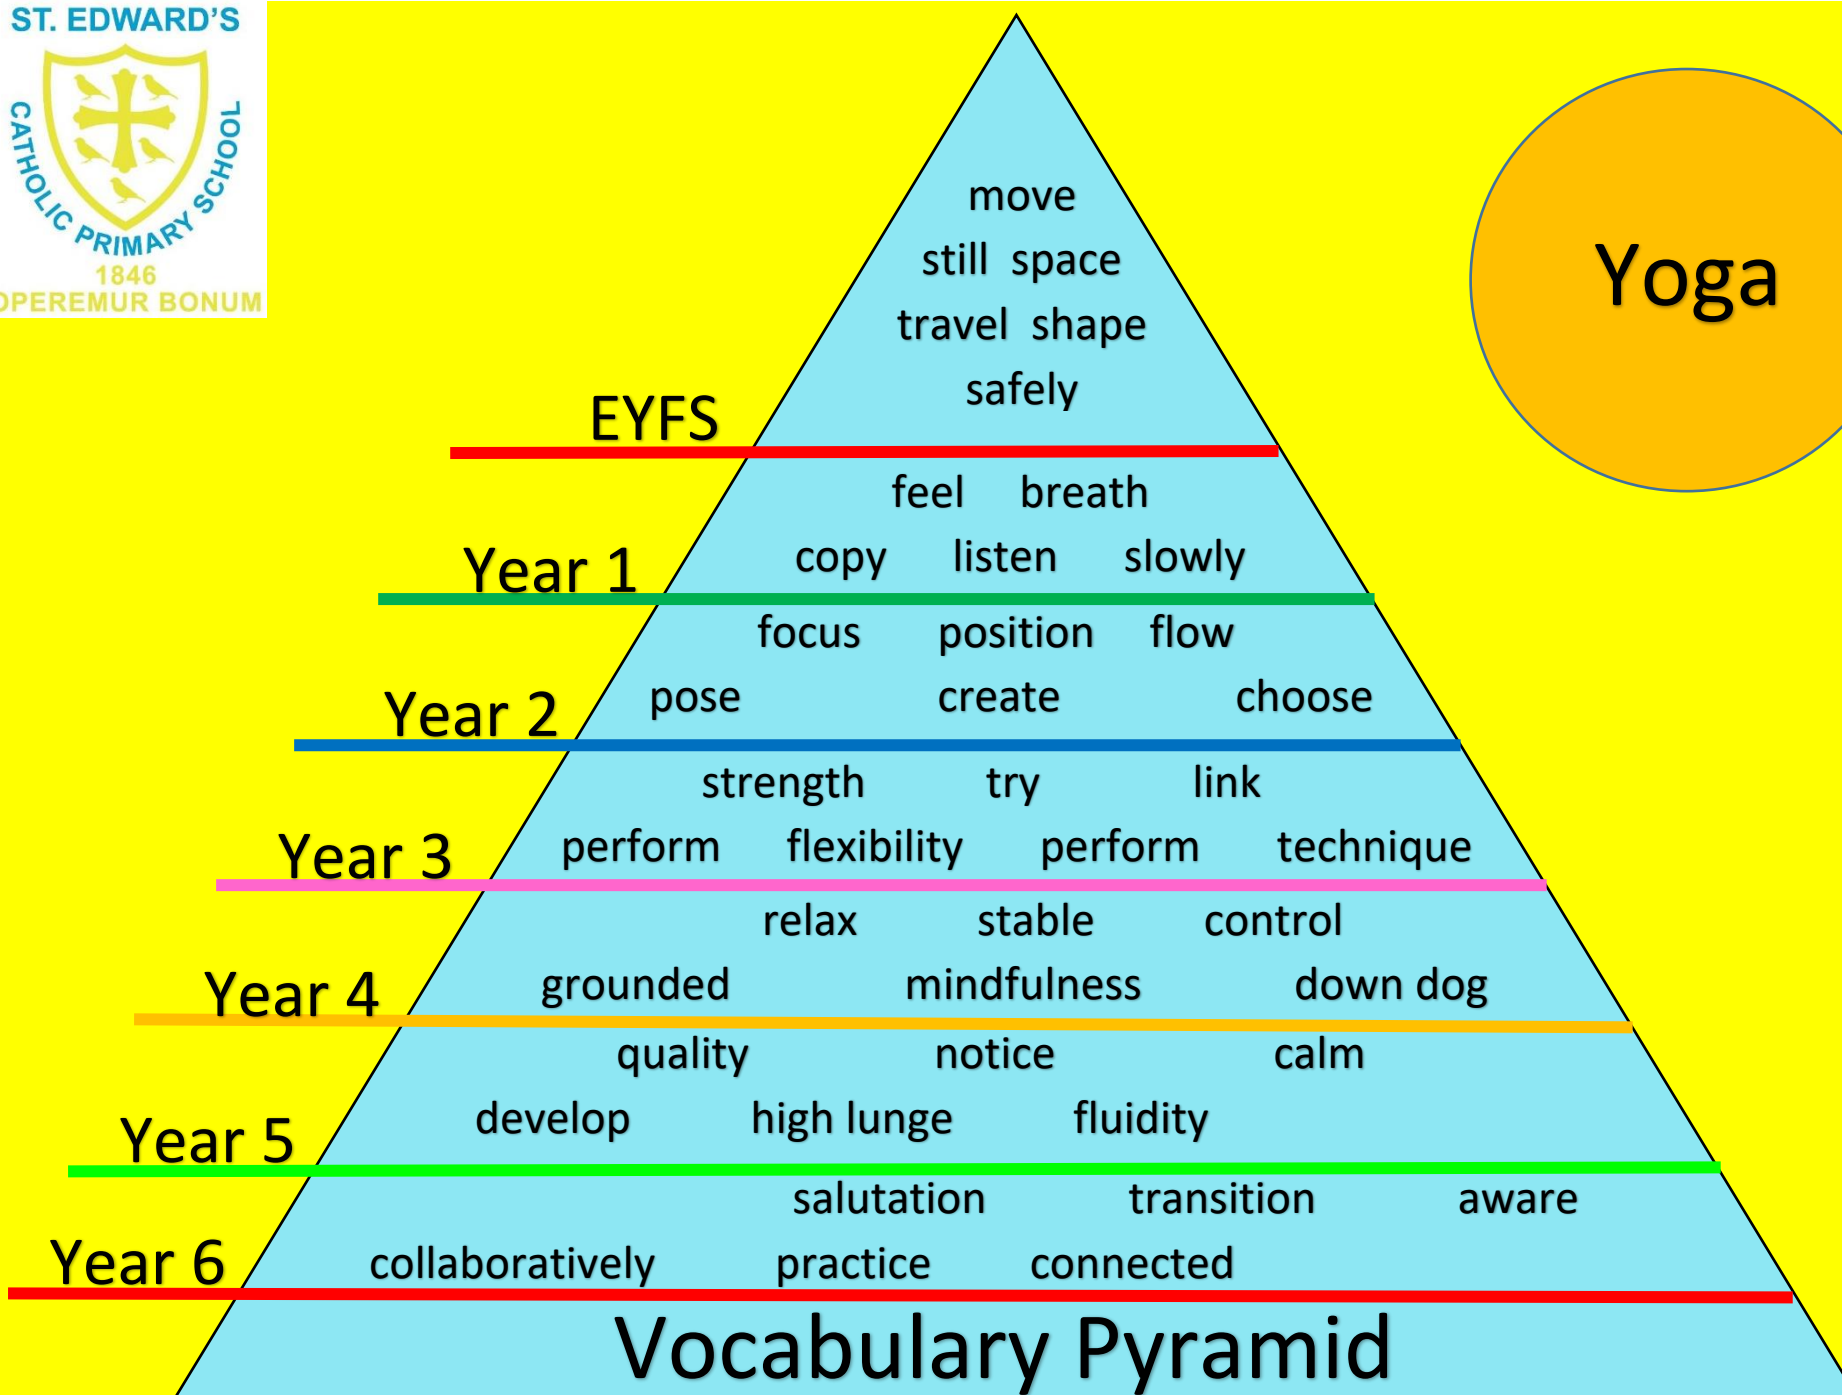 ST. EDWARD'S
CATHOLIC PRIMARY SCHOOL
1846
OPEREMUR BONUM
Yoga
move
still space
travel shape
safely
EYFS
feel breath
copy listen slowly
Year 1
focus position flow
pose create choose
Year 2
strength try link
perform flexibility perform technique
Year 3
relax stable control
grounded mindfulness down dog
Year 4
quality notice calm
develop high lunge fluidity
Year 5
salutation transition aware
collaboratively practice connected
Year 6
Vocabulary Pyramid